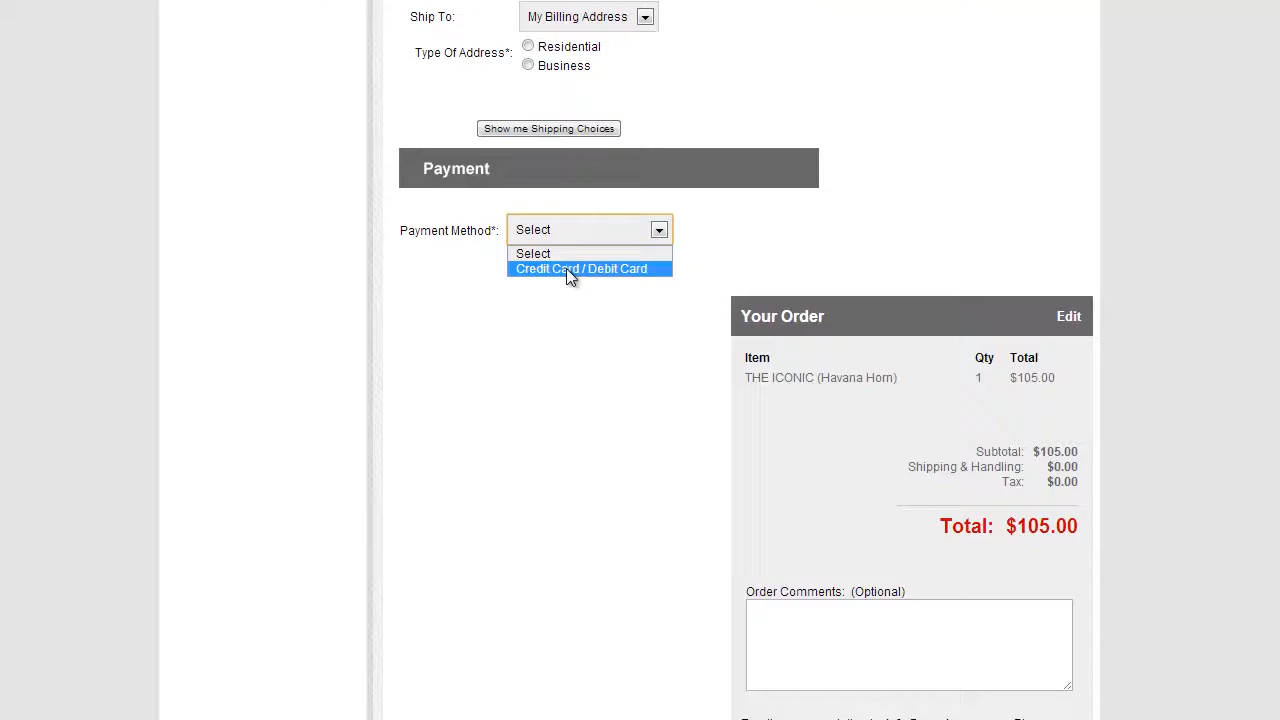 Ship To: My Billing Address
Type Of Address*: Residential
Business
Show me Shipping Choices
Payment
Payment Method*: Select
Select
Credit Card / Debit Card
Your Order Edit
Item Qty Total
THE ICONIC (Havana Horn) 1 $105.00
Subtotal: $105.00
Shipping & Handling: $0.00
Tax: $0.00
Total: $105.00
Order Comments: (Optional)